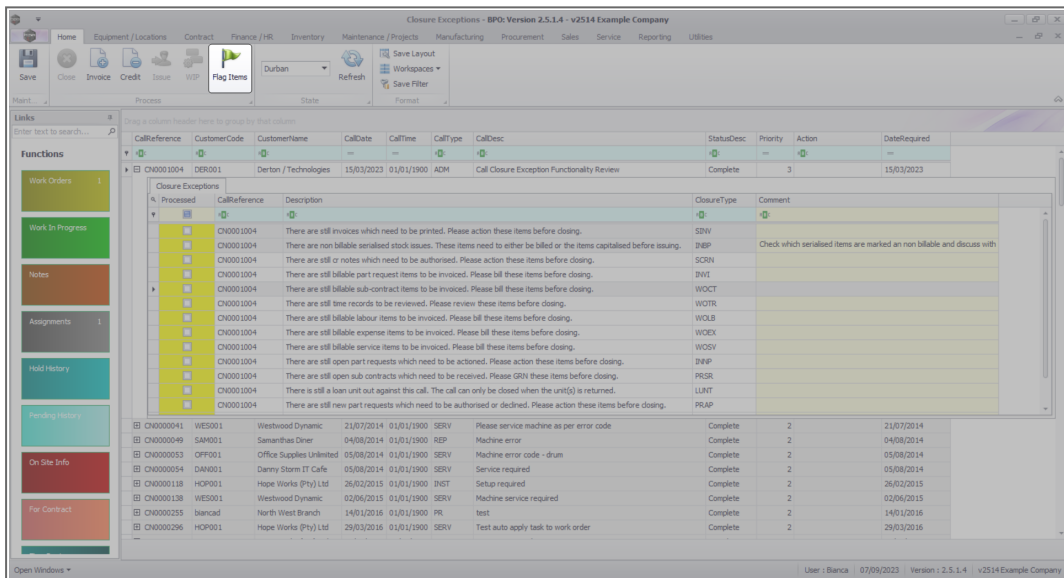 Closure Exceptions - BPO: Version 2.5.1.4 - v2514 Example Company
Home Equipment / Locations Contract Finance / HR Inventory Maintenance / Projects Manufacturing Procurement Sales Service Reporting Utilities
Save Close Invoice Credit Issue WIP Flag Items Durban Refresh Save Layout
Workspaces
Save Filter
Maint... Process State Format
Links
Enter text to search...
Functions
Work Orders 1
Work In Progress
Notes
Assignments 1
Hold History
Pending History
On Site Info
For Contract
Drag a column header here to group by that column
CallReference CustomerCode CustomerName CallDate CallTime CallType CallDesc StatusDesc Priority Action DateRequired
CN0001004 DER001 Derton / Technologies 15/03/2023 01/01/1900 ADM Call Closure Exception Functionality Review Complete 3 15/03/2023
Closure Exceptions
Processed CallReference Description ClosureType Comment
CN0001004 There are still invoices which need to be printed. Please action these items before closing. SINV
CN0001004 There are non billable serialised stock issues. These items need to either be billed or the items capitalised before issuing. INBP Check which serialised items are marked an non billable and discuss with
CN0001004 There are still cr notes which need to be authorised. Please action these items before closing. SCRN
CN0001004 There are still billable part request items to be invoiced. Please bill these items before closing. INVI
CN0001004 There are still billable sub-contract items to be invoiced. Please bill these items before closing. WOCT
CN0001004 There are still time records to be reviewed. Please review these items before closing. WOTR
CN0001004 There are still billable labour items to be invoiced. Please bill these items before closing. WOLB
CN0001004 There are still billable expense items to be invoiced. Please bill these items before closing. WOEX
CN0001004 There are still billable service items to be invoiced. Please bill these items before closing. WOSV
CN0001004 There are still open part requests which need to be actioned. Please action these items before closing. INNP
CN0001004 There are still open sub contracts which need to be received. Please GRN these items before closing. PRSR
CN0001004 There is still a loan unit out against this call. The call can only be closed when the unit(s) is returned. LUNT
CN0001004 There are still new part requests which need to be authorised or declined. Please action these items before closing. PRAP
CN0000041 WES001 Westwood Dynamic 21/07/2014 01/01/1900 SERV Please service machine as per error code Complete 2 21/07/2014
CN0000049 SAM001 Samanthas Diner 04/08/2014 01/01/1900 REP Machine error Complete 2 04/08/2014
CN0000053 OFF001 Office Supplies Unlimited 05/08/2014 01/01/1900 SERV Machine error code - drum Complete 2 05/08/2014
CN0000054 DAN001 Danny Storm IT Cafe 05/08/2014 01/01/1900 SERV Service required Complete 2 05/08/2014
CN0000118 HOP001 Hope Works (Pty) Ltd 26/02/2015 01/01/1900 INST Setup required Complete 2 26/02/2015
CN0000138 WES001 Westwood Dynamic 02/06/2015 01/01/1900 SERV Machine service required Complete 2 02/06/2015
CN0000255 biancad North West Branch 14/01/2016 01/01/1900 PR test Complete 2 14/01/2016
CN0000296 HOP001 Hope Works (Pty) Ltd 29/03/2016 01/01/1900 SERV Test auto apply task to work order Complete 2 29/03/2016
Open Windows User : Bianca 07/09/2023 Version : 2.5.1.4 v2514 Example Company